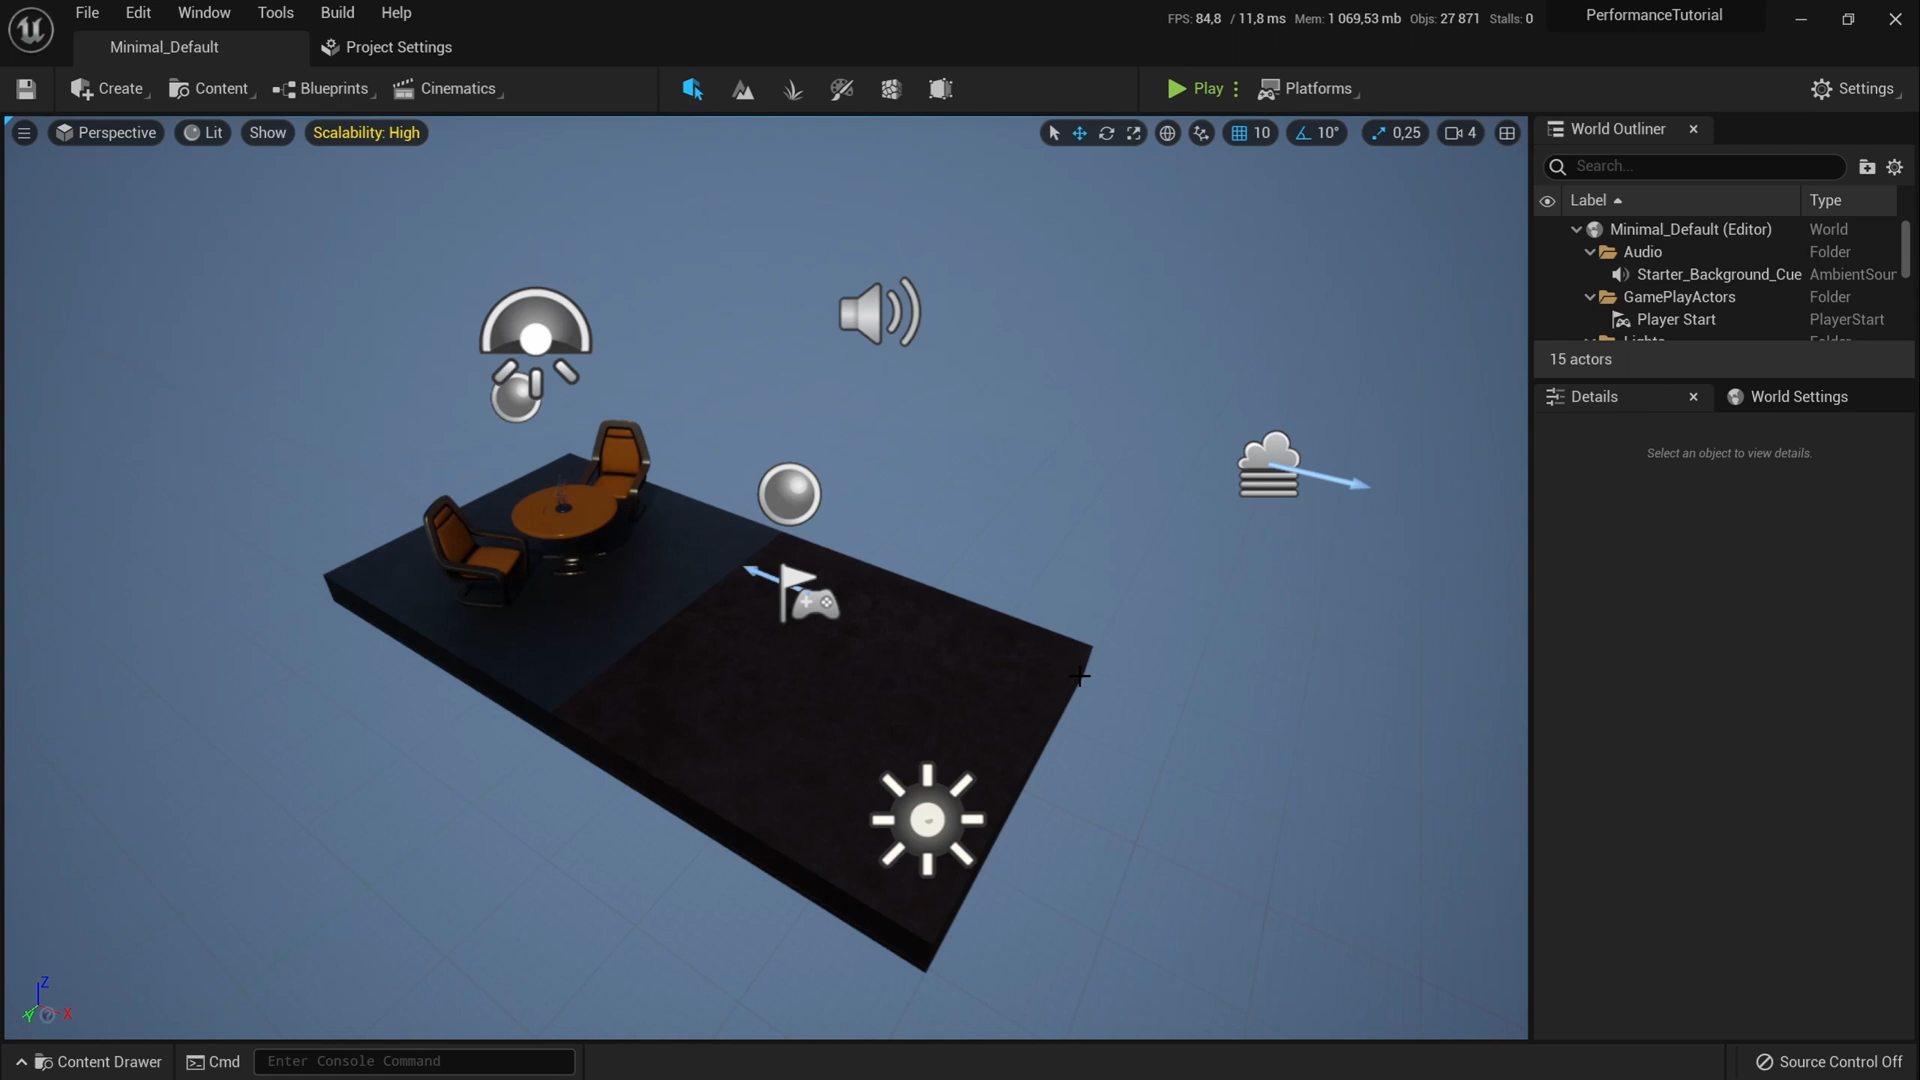 File Edit Window Tools Build Help
FPS: 84,8 / 11,8 ms Mem: 1 069,53 mb Objs: 27 871 Stalls: 0
PerformanceTutorial
Minimal_Default
Project Settings
Create Content Blueprints Cinematics
Play Platforms
Settings
Perspective Lit Show Scalability: High
10 10° 0,25 4
World Outliner
Search...
Label Type
Minimal_Default (Editor) World
Audio Folder
Starter_Background_Cue AmbientSour
GamePlayActors Folder
Player Start PlayerStart
Lights Folder
15 actors
Details
World Settings
Select an object to view details.
Z
Y X
Content Drawer Cmd Enter Console Command
Source Control Off